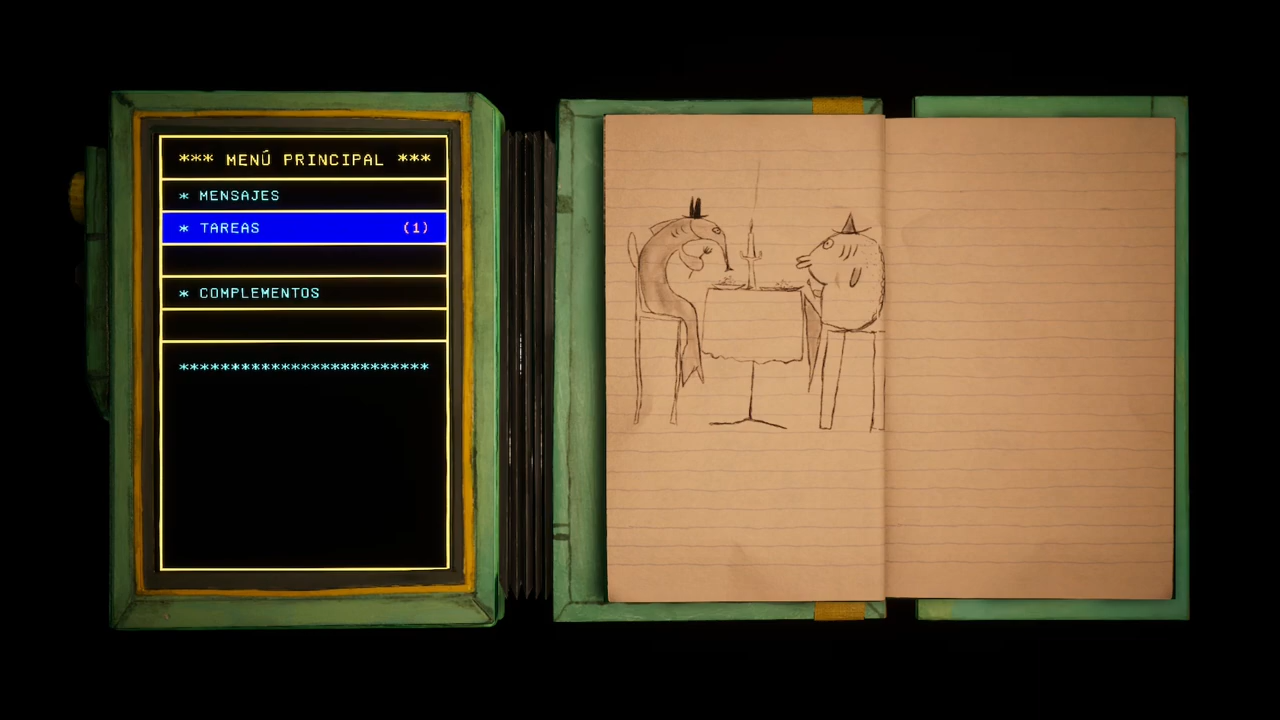 *** MENÚ PRINCIPAL ***
* MENSAJES
* TAREAS (1)
* COMPLEMENTOS
************************